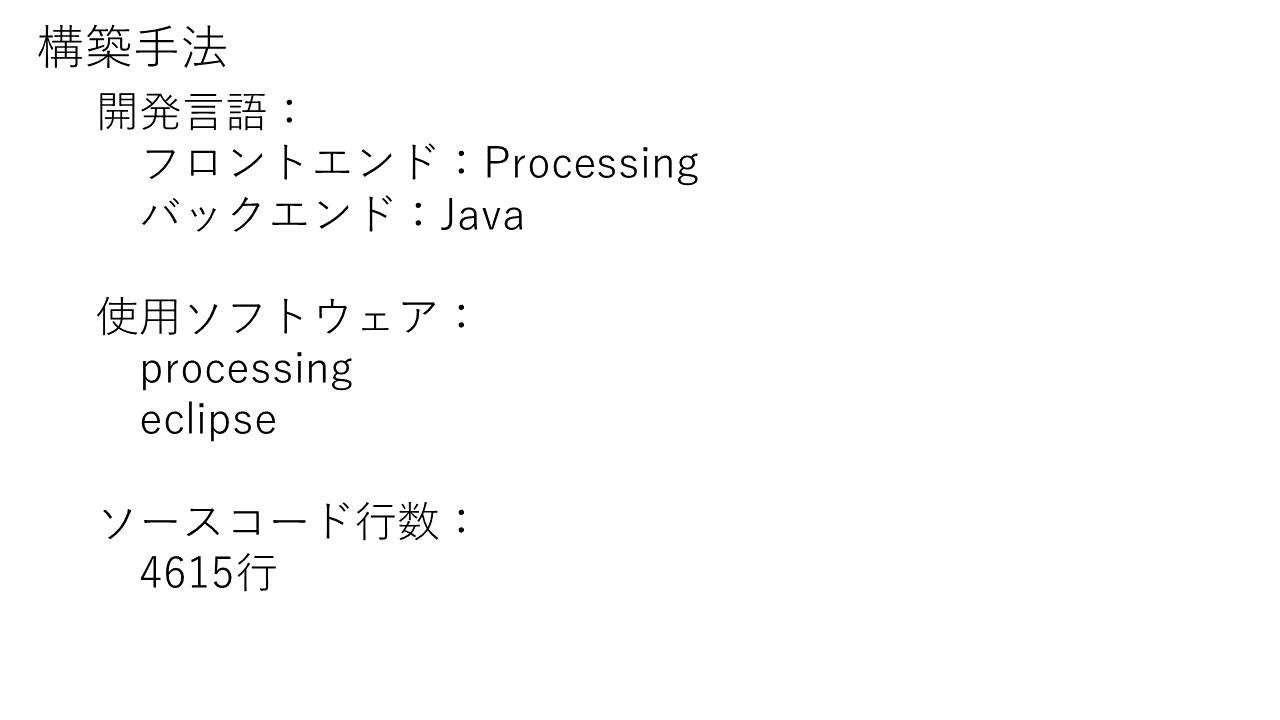 構築手法
開発言語：
フロントエンド：Processing
バックエンド：Java
使用ソフトウェア：
processing
eclipse
ソースコード行数：
4615行